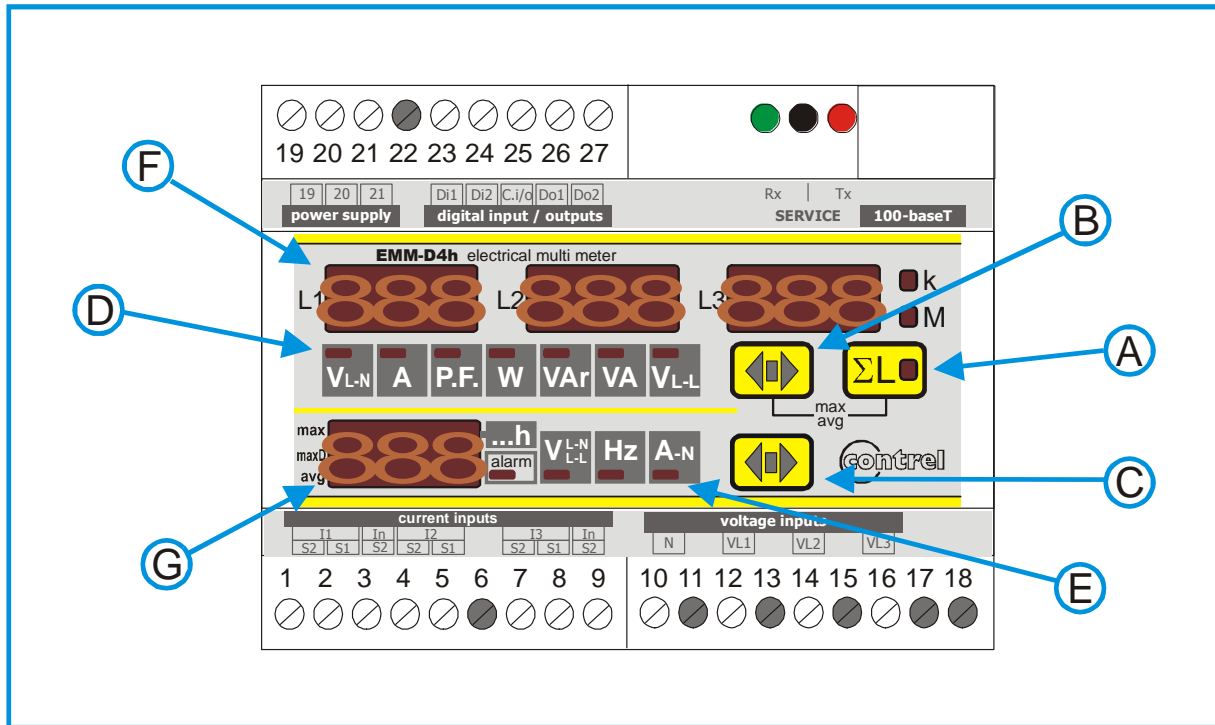 19 20 21 22 23 24 25 26 27
F
19 20 21 Di1 Di2 C.i/o Do1 Do2 Rx Tx
power supply digital input / outputs SERVICE 100-baseT
B
EMM-D4h electrical multi meter
L1 888 L2 888 L3 888 k
M
D
A
VL-N A P.F. W VAr VA VL-L ΣL
max
avg
max
maxD
avg
888 ...h
alarm
V L-N L-L Hz A-N
contrel
C
G
E
current inputs voltage inputs
I1 In I2 I3 In
S2 S1 S2 S2 S1 S2 S1 S2
N VL1 VL2 VL3
1 2 3 4 5 6 7 8 9 10 11 12 13 14 15 16 17 18